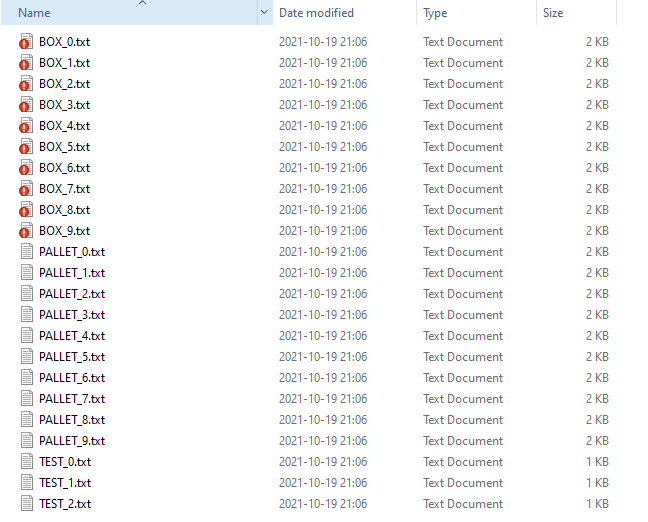 Name Date modified Type Size
BOX_0.txt 2021-10-19 21:06 Text Document 2 KB
BOX_1.txt 2021-10-19 21:06 Text Document 2 KB
BOX_2.txt 2021-10-19 21:06 Text Document 2 KB
BOX_3.txt 2021-10-19 21:06 Text Document 2 KB
BOX_4.txt 2021-10-19 21:06 Text Document 2 KB
BOX_5.txt 2021-10-19 21:06 Text Document 2 KB
BOX_6.txt 2021-10-19 21:06 Text Document 2 KB
BOX_7.txt 2021-10-19 21:06 Text Document 2 KB
BOX_8.txt 2021-10-19 21:06 Text Document 2 KB
BOX_9.txt 2021-10-19 21:06 Text Document 2 KB
PALLET_0.txt 2021-10-19 21:06 Text Document 2 KB
PALLET_1.txt 2021-10-19 21:06 Text Document 2 KB
PALLET_2.txt 2021-10-19 21:06 Text Document 2 KB
PALLET_3.txt 2021-10-19 21:06 Text Document 2 KB
PALLET_4.txt 2021-10-19 21:06 Text Document 2 KB
PALLET_5.txt 2021-10-19 21:06 Text Document 2 KB
PALLET_6.txt 2021-10-19 21:06 Text Document 2 KB
PALLET_7.txt 2021-10-19 21:06 Text Document 2 KB
PALLET_8.txt 2021-10-19 21:06 Text Document 2 KB
PALLET_9.txt 2021-10-19 21:06 Text Document 2 KB
TEST_0.txt 2021-10-19 21:06 Text Document 1 KB
TEST_1.txt 2021-10-19 21:06 Text Document 1 KB
TEST_2.txt 2021-10-19 21:06 Text Document 1 KB